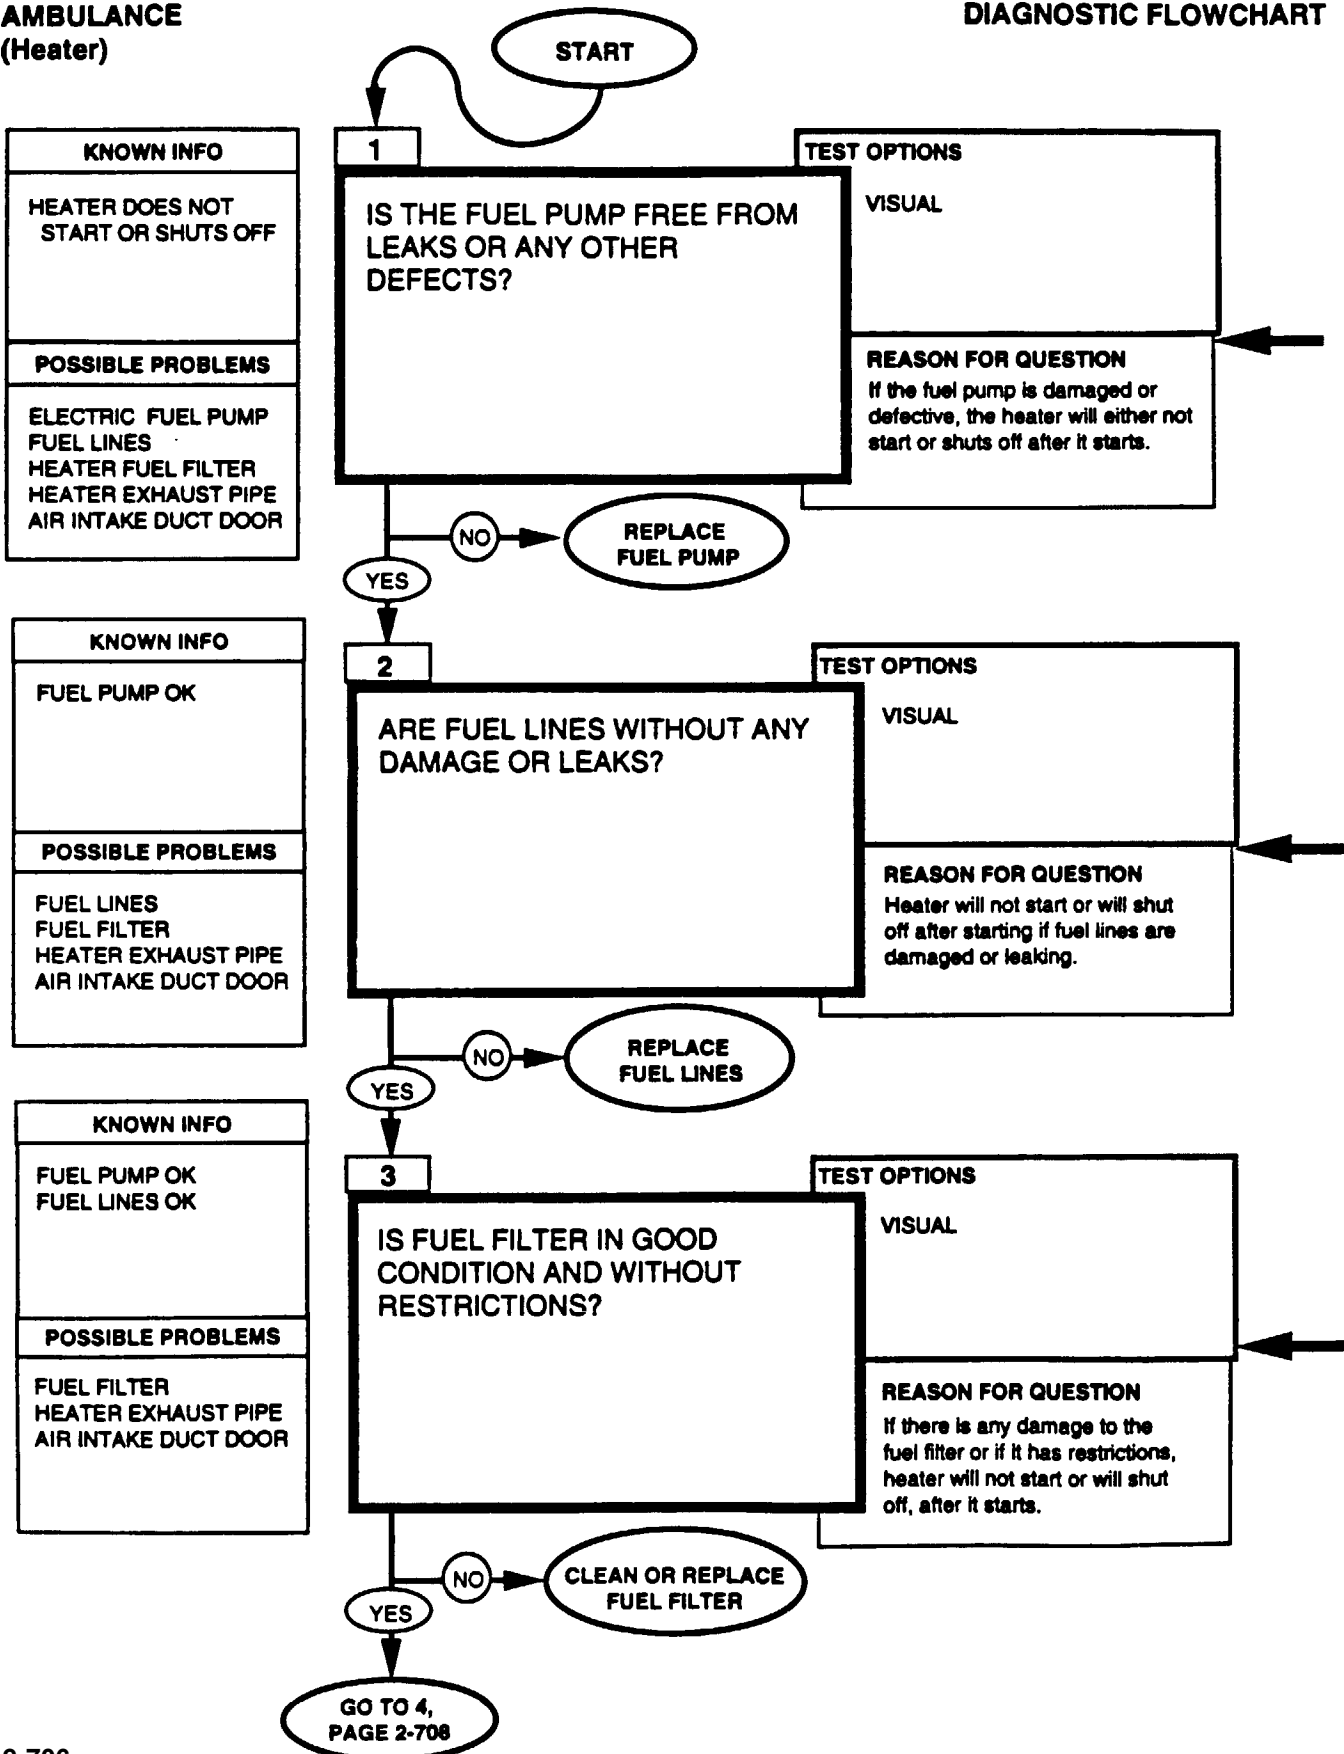 AMBULANCE
(Heater)
DIAGNOSTIC FLOWCHART
START
KNOWN INFO
HEATER DOES NOT
START OR SHUTS OFF
POSSIBLE PROBLEMS
ELECTRIC FUEL PUMP
FUEL LINES
HEATER FUEL FILTER
HEATER EXHAUST PIPE
AIR INTAKE DUCT DOOR
1
IS THE FUEL PUMP FREE FROM
LEAKS OR ANY OTHER
DEFECTS?
TEST OPTIONS
VISUAL
REASON FOR QUESTION
If the fuel pump is damaged or
defective, the heater will either not
start or shuts off after it starts.
NO
REPLACE
FUEL PUMP
YES
KNOWN INFO
FUEL PUMP OK
POSSIBLE PROBLEMS
FUEL LINES
FUEL FILTER
HEATER EXHAUST PIPE
AIR INTAKE DUCT DOOR
2
ARE FUEL LINES WITHOUT ANY
DAMAGE OR LEAKS?
TEST OPTIONS
VISUAL
REASON FOR QUESTION
Heater will not start or will shut
off after starting if fuel lines are
damaged or leaking.
NO
REPLACE
FUEL LINES
YES
KNOWN INFO
FUEL PUMP OK
FUEL LINES OK
POSSIBLE PROBLEMS
FUEL FILTER
HEATER EXHAUST PIPE
AIR INTAKE DUCT DOOR
3
IS FUEL FILTER IN GOOD
CONDITION AND WITHOUT
RESTRICTIONS?
TEST OPTIONS
VISUAL
REASON FOR QUESTION
If there is any damage to the
fuel filter or if it has restrictions,
heater will not start or will shut
off, after it starts.
NO
CLEAN OR REPLACE
FUEL FILTER
YES
GO TO 4,
PAGE 2-708